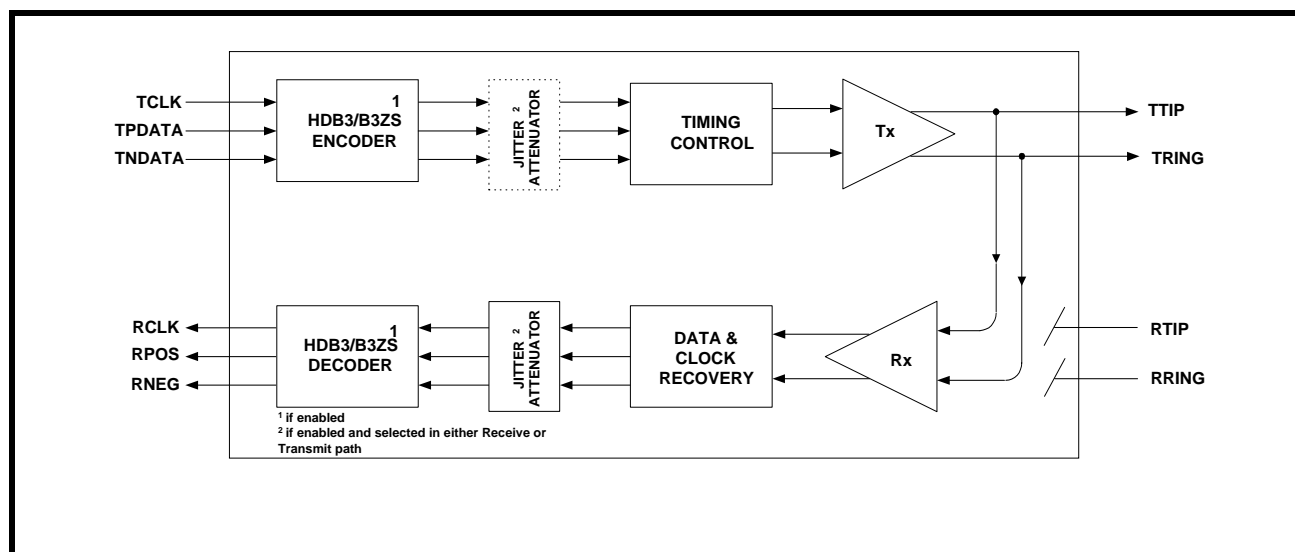 TCLK
TPDATA
TNDATA
1
HDB3/B3ZS
ENCODER
JITTER 2
ATTENUATOR
TIMING
CONTROL
Tx
TTIP
TRING
RCLK
RPOS
RNEG
1
HDB3/B3ZS
DECODER
JITTER 2
ATTENUATOR
DATA &
CLOCK
RECOVERY
Rx
RTIP
RRING
1 if enabled
2 if enabled and selected in either Receive or
Transmit path